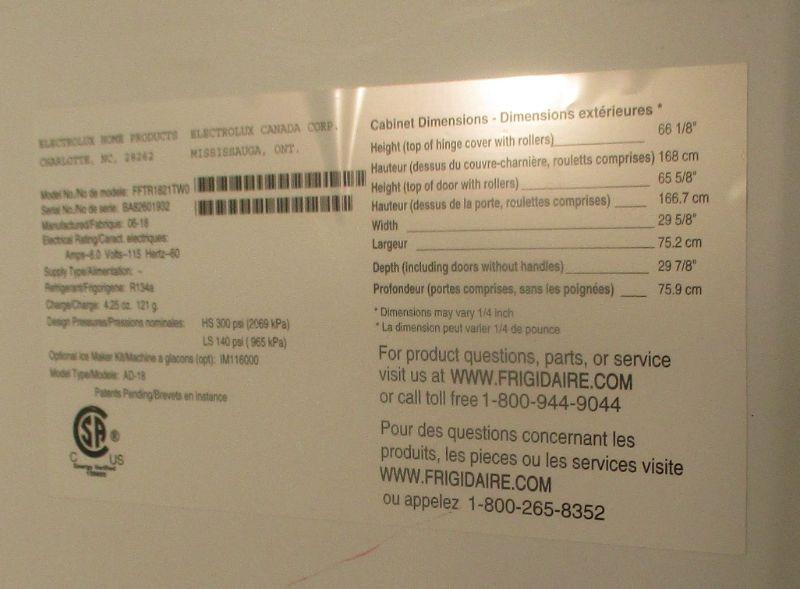 ELECTROLUX HOME PRODUCTS
CHARLOTTE, NC, 28262
ELECTROLUX CANADA CORP.
MISSISSAUGA, ONT.
Model No./No de modele: FFTR1821TW0
Serial No./No de serie: BA82601932
Manufactured/Fabrique: 06-18
Electrical Rating/Caract. electriques:
Amps-6.0 Volts-115 Hertz-60
Supply Type/Alimentation: ~
Refrigerant/Frigorigene: R134a
Charge/Charge: 4.25 oz. 121 g.
Design Pressures/Pressions nominales: HS 300 psi (2069 kPa)
LS 140 psi ( 965 kPa)
Optional Ice Maker Kit/Machine a glacons (opt): IM116000
Model Type/Modele: AD-18
Patents Pending/Brevets en instance
SA ®
C US
Energy Verified
Cabinet Dimensions - Dimensions extérieures *
Height (top of hinge cover with rollers) 66 1/8"
Hauteur (dessus du couvre-charnière, rouletts comprises) 168 cm
Height (top of door with rollers) 65 5/8"
Hauteur (dessus de la porte, roulettes comprises) 166.7 cm
Width 29 5/8"
Largeur 75.2 cm
Depth (including doors without handles) 29 7/8"
Profondeur (portes comprises, sans les poignées) 75.9 cm
* Dimensions may vary 1/4 inch
* La dimension peut varier 1/4 de pouce
For product questions, parts, or service
visit us at WWW.FRIGIDAIRE.COM
or call toll free 1-800-944-9044
Pour des questions concernant les
produits, les pieces ou les services visite
WWW.FRIGIDAIRE.COM
ou appelez 1-800-265-8352